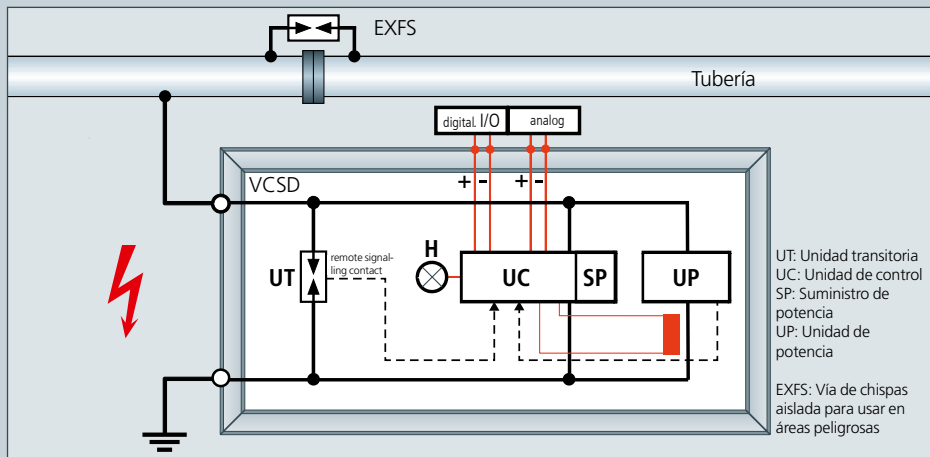 EXFS
Tubería
digital. I/O
analog
VCSD
+ - + -
H
UT
remote signal-
ling contact
UC
SP
UP
UT: Unidad transitoria
UC: Unidad de control
SP: Suministro de
potencia
UP: Unidad de
potencia
EXFS: Vía de chispas
aislada para usar en
áreas peligrosas